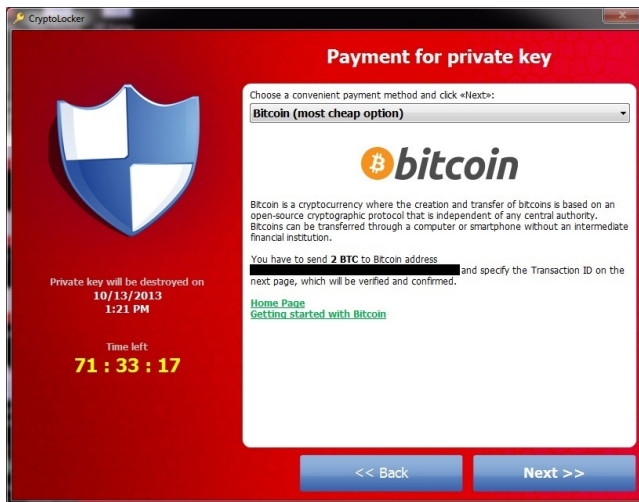 CryptoLocker
Payment for private key
Choose a convenient payment method and click «Next»:
Bitcoin (most cheap option)
bitcoin
Bitcoin is a cryptocurrency where the creation and transfer of bitcoins is based on an
open-source cryptographic protocol that is independent of any central authority.
Bitcoins can be transferred through a computer or smartphone without an intermediate
financial institution.
You have to send 2 BTC to Bitcoin address
and specify the Transaction ID on the
next page, which will be verified and confirmed.
Home Page
Getting started with Bitcoin
Private key will be destroyed on
10/13/2013
1:21 PM
Time left
71 : 33 : 17
<< Back
Next >>